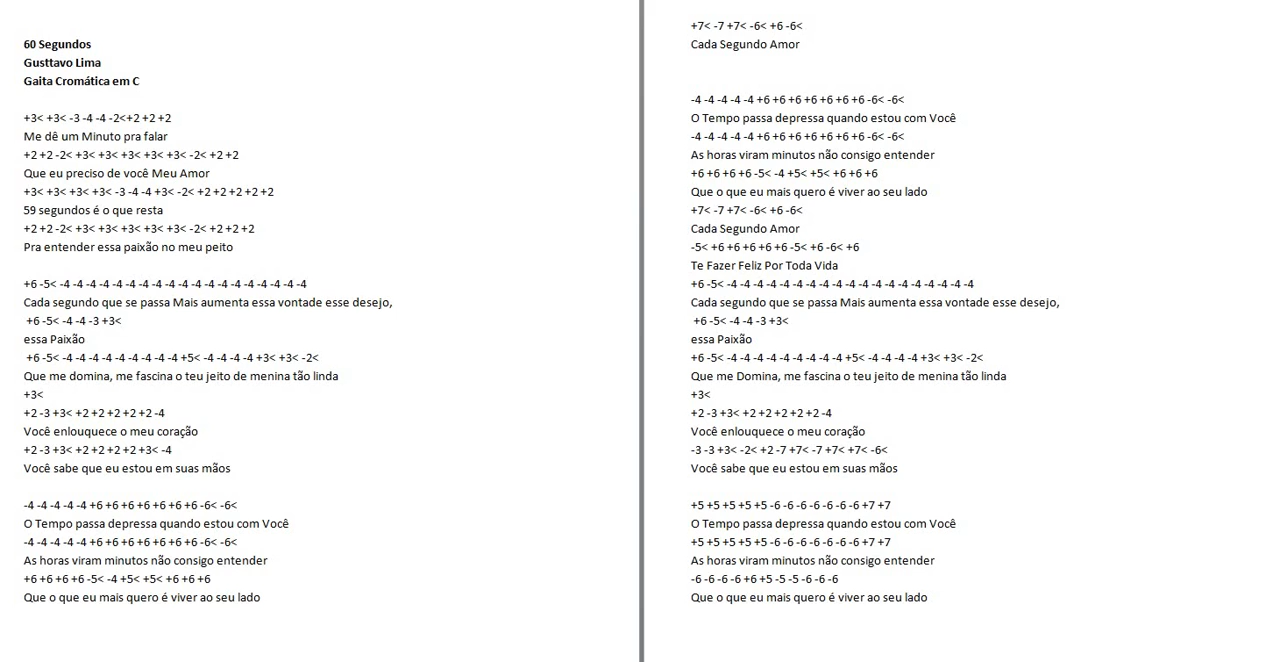 60 Segundos
Gusttavo Lima
Gaita Cromática em C
+3< +3< -3 -4 -4 -2<+2 +2 +2
Me dê um Minuto pra falar
+2 +2 -2< +3< +3< +3< +3< +3< -2< +2 +2
Que eu preciso de você Meu Amor
+3< +3< +3< +3< -3 -4 -4 +3< -2< +2 +2 +2 +2 +2
59 segundos é o que resta
+2 +2 -2< +3< +3< +3< +3< +3< -2< +2 +2 +2
Pra entender essa paixão no meu peito
+6 -5< -4 -4 -4 -4 -4 -4 -4 -4 -4 -4 -4 -4 -4 -4 -4 -4 -4 -4 -4
Cada segundo que se passa Mais aumenta essa vontade esse desejo,
+6 -5< -4 -4 -3 +3<
essa Paixão
+6 -5< -4 -4 -4 -4 -4 -4 -4 -4 -4 +5< -4 -4 -4 -4 +3< +3< -2<
Que me domina, me fascina o teu jeito de menina tão linda
+3<
+2 -3 +3< +2 +2 +2 +2 +2 -4
Você enlouquece o meu coração
+2 -3 +3< +2 +2 +2 +2 +3< -4
Você sabe que eu estou em suas mãos
-4 -4 -4 -4 -4 +6 +6 +6 +6 +6 +6 +6 -6< -6<
O Tempo passa depressa quando estou com Você
-4 -4 -4 -4 -4 +6 +6 +6 +6 +6 +6 +6 -6< -6<
As horas viram minutos não consigo entender
+6 +6 +6 +6 -5< -4 +5< +5< +6 +6 +6
Que o que eu mais quero é viver ao seu lado
+7< -7 +7< -6< +6 -6<
Cada Segundo Amor
-4 -4 -4 -4 -4 +6 +6 +6 +6 +6 +6 +6 -6< -6<
O Tempo passa depressa quando estou com Você
-4 -4 -4 -4 -4 +6 +6 +6 +6 +6 +6 +6 -6< -6<
As horas viram minutos não consigo entender
+6 +6 +6 +6 -5< -4 +5< +5< +6 +6 +6
Que o que eu mais quero é viver ao seu lado
+7< -7 +7< -6< +6 -6<
Cada Segundo Amor
-5< +6 +6 +6 +6 +6 -5< +6 -6< +6
Te Fazer Feliz Por Toda Vida
+6 -5< -4 -4 -4 -4 -4 -4 -4 -4 -4 -4 -4 -4 -4 -4 -4 -4 -4 -4 -4
Cada segundo que se passa Mais aumenta essa vontade esse desejo,
+6 -5< -4 -4 -3 +3<
essa Paixão
+6 -5< -4 -4 -4 -4 -4 -4 -4 -4 -4 +5< -4 -4 -4 -4 +3< +3< -2<
Que me Domina, me fascina o teu jeito de menina tão linda
+3<
+2 -3 +3< +2 +2 +2 +2 +2 -4
Você enlouquece o meu coração
-3 -3 +3< -2< +2 -7 +7< -7 +7< +7< -6<
Você sabe que eu estou em suas mãos
+5 +5 +5 +5 +5 -6 -6 -6 -6 -6 -6 -6 +7 +7
O Tempo passa depressa quando estou com Você
+5 +5 +5 +5 +5 -6 -6 -6 -6 -6 -6 -6 +7 +7
As horas viram minutos não consigo entender
-6 -6 -6 -6 +6 +5 -5 -5 -6 -6 -6
Que o que eu mais quero é viver ao seu lado